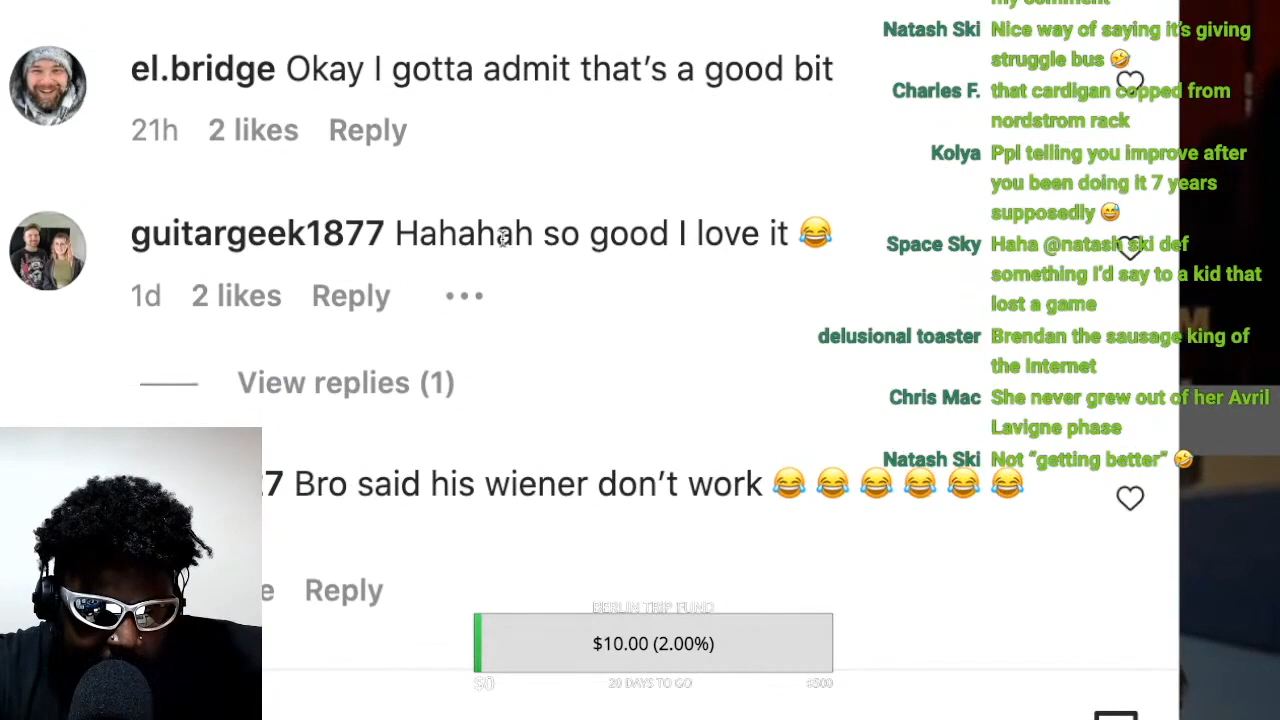 el.bridge Okay I gotta admit that's a good bit
21h 2 likes Reply
guitargeek1877 Hahahah so good I love it 😂
1d 2 likes Reply •••
View replies (1)
7 Bro said his wiener don't work 😂 😂 😂 😂 😂 😂
e Reply
my comment
Natash Ski Nice way of saying it's giving
struggle bus 🤣
Charles F. that cardigan copped from
nordstrom rack
Kolya Ppl telling you improve after
you been doing it 7 years
supposedly 😅
Space Sky Haha @natash ski def
something I'd say to a kid that
lost a game
delusional toaster Brendan the sausage king of
the Internet
Chris Mac She never grew out of her Avril
Lavigne phase
Natash Ski Not "getting better" 🤣
BERLIN TRIP FUND
$10.00 (2.00%)
$0 20 DAYS TO GO $500